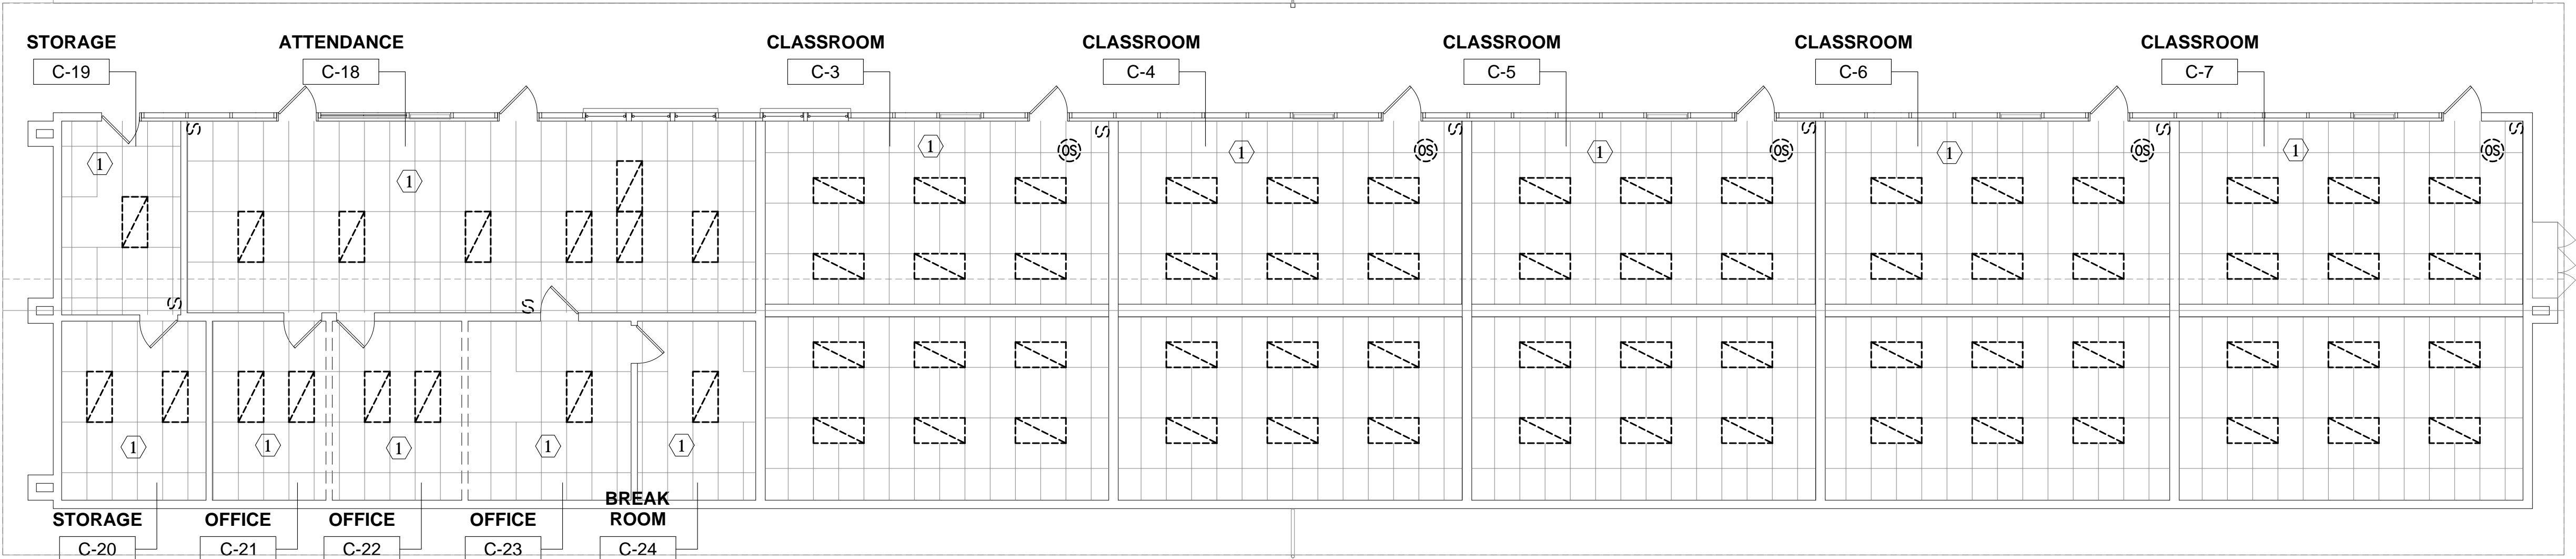 STORAGE
C-19
ATTENDANCE
C-18
CLASSROOM
C-3
CLASSROOM
C-4
CLASSROOM
C-5
CLASSROOM
C-6
CLASSROOM
C-7
S
S
S
S
S
S
1
1
1
OS
1
OS
1
OS
1
OS
1
OS
S
S
1
1
1
1
1
STORAGE
C-20
OFFICE
C-21
OFFICE
C-22
OFFICE
C-23
BREAK
ROOM
C-24